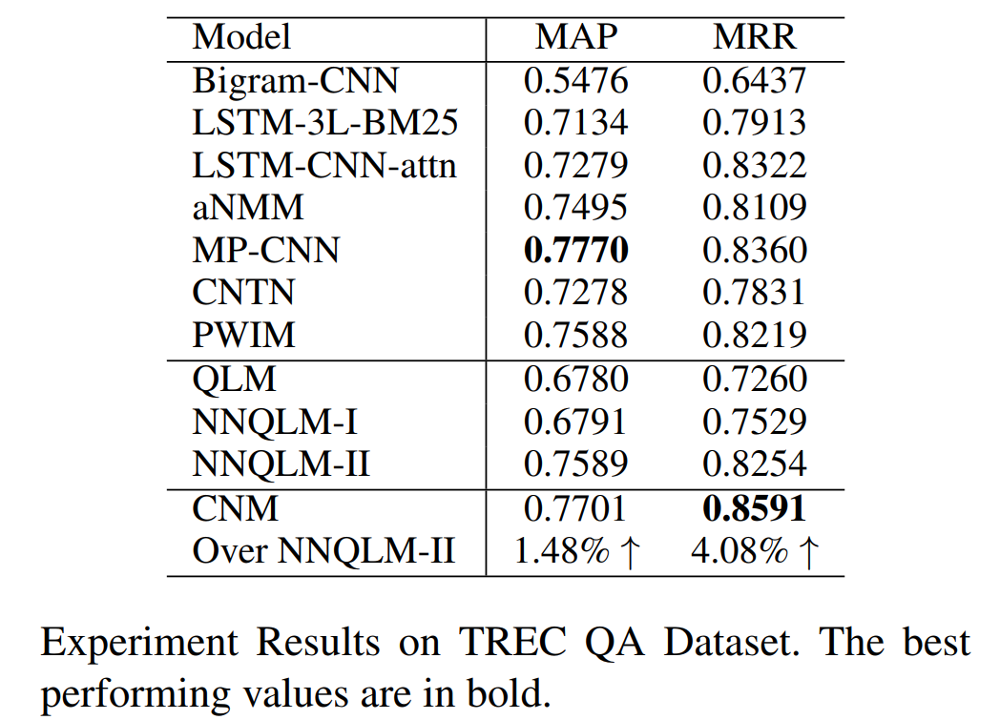 Model MAP MRR
Bigram-CNN 0.5476 0.6437
LSTM-3L-BM25 0.7134 0.7913
LSTM-CNN-attn 0.7279 0.8322
aNMM 0.7495 0.8109
MP-CNN 0.7770 0.8360
CNTN 0.7278 0.7831
PWIM 0.7588 0.8219
QLM 0.6780 0.7260
NNQLM-I 0.6791 0.7529
NNQLM-II 0.7589 0.8254
CNM 0.7701 0.8591
Over NNQLM-II 1.48% ↑ 4.08% ↑
Experiment Results on TREC QA Dataset. The best
performing values are in bold.